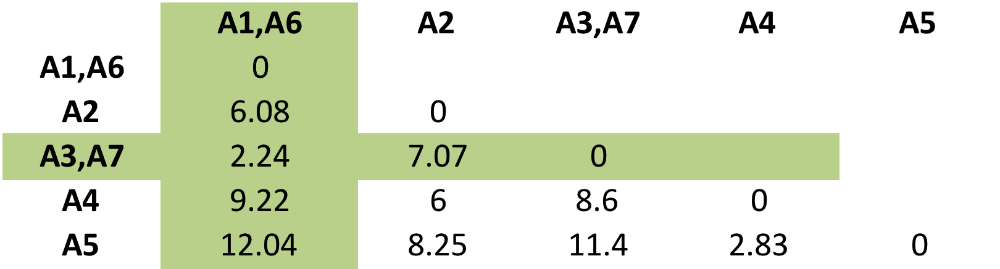 A1,A6 A2 A3,A7 A4 A5
A1,A6 0
A2 6.08 0
A3,A7 2.24 7.07 0
A4 9.22 6 8.6 0
A5 12.04 8.25 11.4 2.83 0